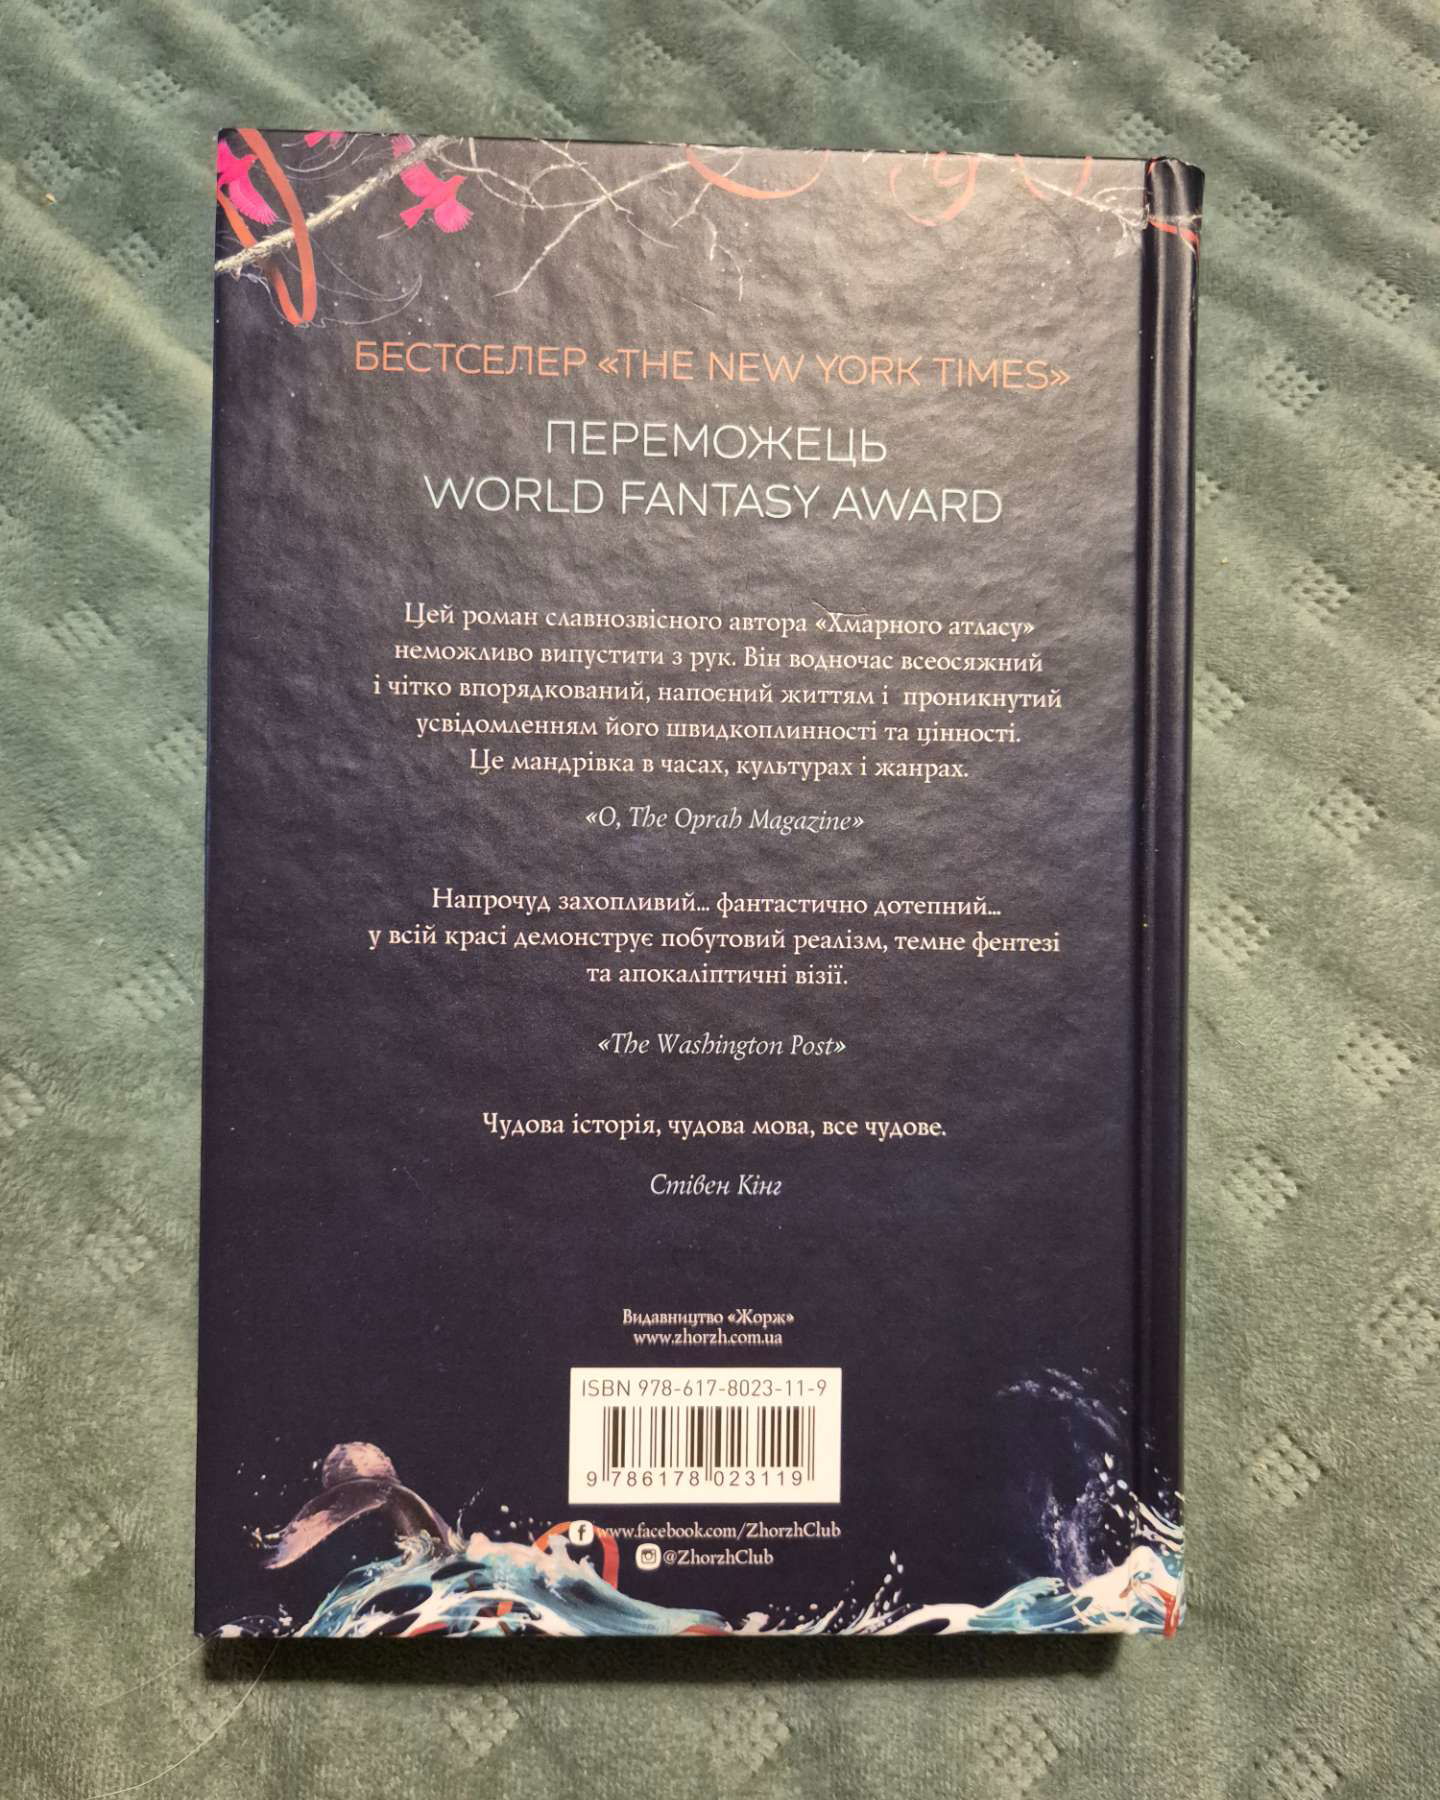 БЕСТСЕЛЕР «THE NEW YORK TIMES»
ПЕРЕМОЖЕЦЬ
WORLD FANTASY AWARD
Цей роман славнозвісного автора «Хмарного атласу»
неможливо випустити з рук. Він водночас всеосяжний
і чітко впорядкований, напоєний життям і проникнутий
усвідомленням його швидкоплинності та цінності.
Це мандрівка в часах, культурах і жанрах.
«O, The Oprah Magazine»
Напрочуд захопливий... фантастично дотепний...
у всій красі демонструє побутовий реалізм, темне фентезі
та апокаліптичні візії.
«The Washington Post»
Чудова історія, чудова мова, все чудове.
Стівен Кінг
Видавництво «Жорж»
www.zhorzh.com.ua
ISBN 978-617-8023-11-9
9 786178 023119
www.facebook.com/ZhorzhClub
@ZhorzhClub